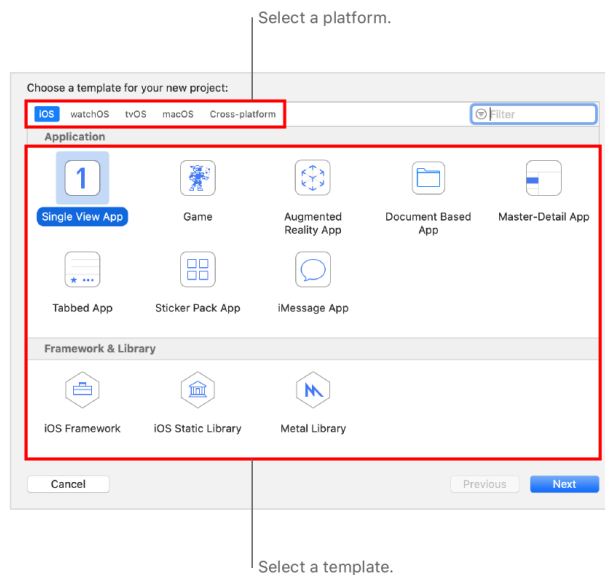 Select a platform.
Choose a template for your new project:
iOS watchOS tvOS macOS Cross-platform Filter
Application
1
Single View App Game Augmented Reality App Document Based App Master-Detail App
Tabbed App Sticker Pack App iMessage App
Framework & Library
iOS Framework iOS Static Library Metal Library
Cancel Previous Next
Select a template.